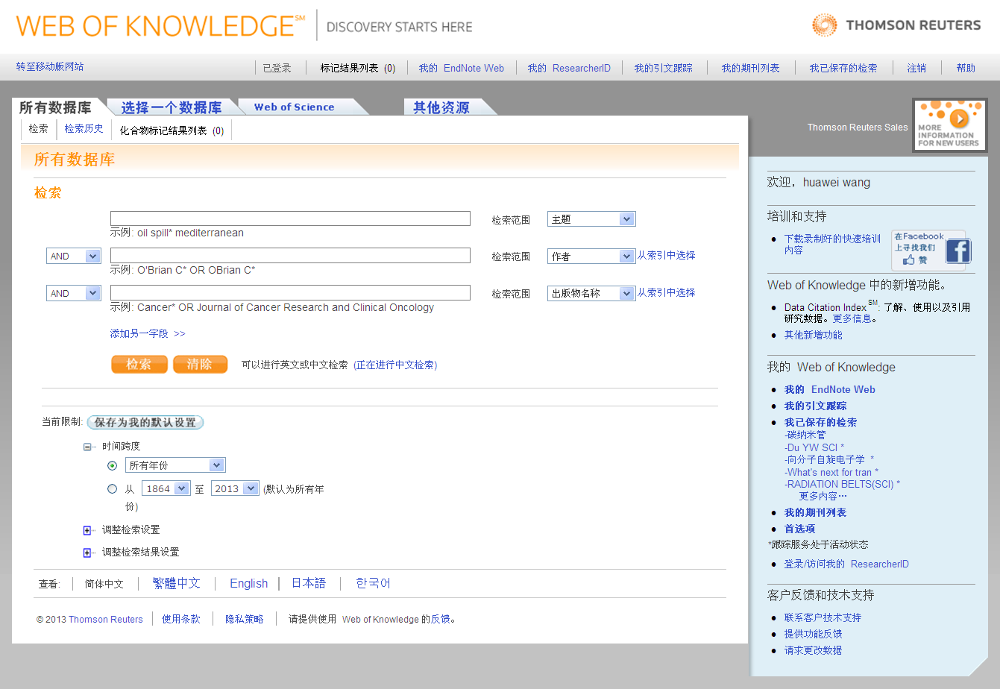 WEB OF KNOWLEDGE℠ DISCOVERY STARTS HERE
THOMSON REUTERS
转至移动版网站
已登录 标记结果列表 (0) 我的 EndNote Web 我的 ResearcherID 我的引文跟踪 我的期刊列表 我已保存的检索 注销 帮助
所有数据库 选择一个数据库 Web of Science 其他资源
检索 检索历史 化合物标记结果列表 (0)
Thomson Reuters Sales
MORE
INFORMATION
FOR NEW USERS
所有数据库
检索
检索范围 主题
示例: oil spill* mediterranean
AND 检索范围 作者 从索引中选择
示例: O'Brian C* OR OBrian C*
AND 检索范围 出版物名称 从索引中选择
示例: Cancer* OR Journal of Cancer Research and Clinical Oncology
添加另一字段 >>
检索 清除 可以进行英文或中文检索 (正在进行中文检索)
当前限制: 保存为我的默认设置
时间跨度
所有年份
从 1864 至 2013 (默认为所有年
份)
调整检索设置
调整检索结果设置
查看: 简体中文 繁體中文 English 日本語 한국어
© 2013 Thomson Reuters 使用条款 隐私策略 请提供使用 Web of Knowledge 的反馈。
欢迎, huawei wang
培训和支持
下载录制好的快速培训
内容
在Facebook
上寻找我们
赞
Web of Knowledge 中的新增功能。
Data Citation Index SM: 了解、使用以及引用
研究数据。更多信息。
其他新增功能
我的 Web of Knowledge
我的 EndNote Web
我的引文跟踪
我已保存的检索
-碳纳米管
-Du YW SCI *
-向分子自旋电子学 *
-What's next for tran *
-RADIATION BELTS(SCI) *
更多内容…
我的期刊列表
首选项
*跟踪服务处于活动状态
登录/访问我的 ResearcherID
客户反馈和技术支持
联系客户技术支持
提供功能反馈
请求更改数据